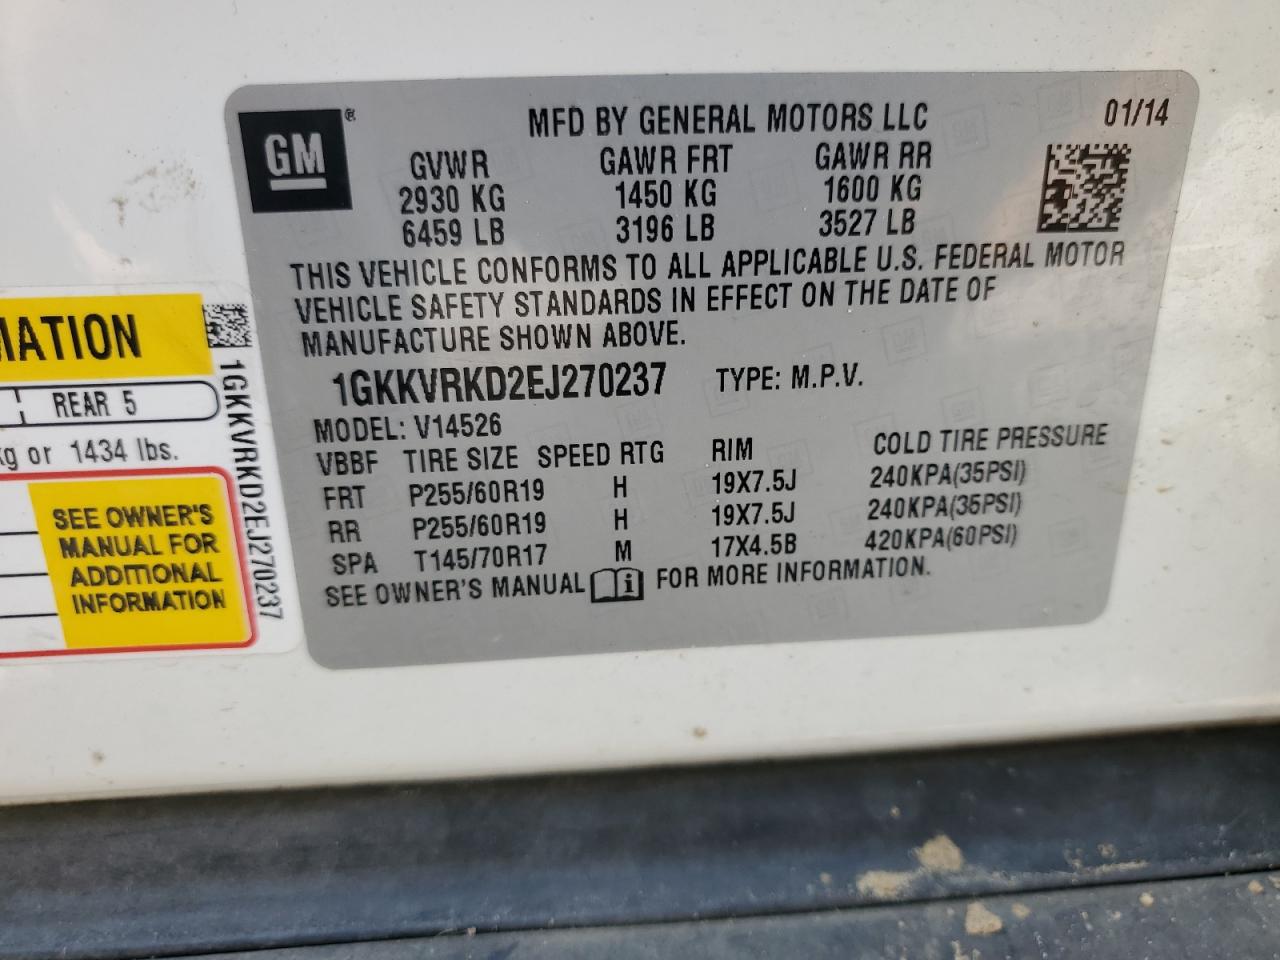 GM®
MFD BY GENERAL MOTORS LLC 01/14
GVWR GAWR FRT GAWR RR
2930 KG 1450 KG 1600 KG
6459 LB 3196 LB 3527 LB
THIS VEHICLE CONFORMS TO ALL APPLICABLE U.S. FEDERAL MOTOR
VEHICLE SAFETY STANDARDS IN EFFECT ON THE DATE OF
MANUFACTURE SHOWN ABOVE.
1GKKVRKD2EJ270237 TYPE: M.P.V.
MODEL: V14526
VBBF TIRE SIZE SPEED RTG RIM COLD TIRE PRESSURE
FRT P255/60R19 H 19X7.5J 240KPA(35PSI)
RR P255/60R19 H 19X7.5J 240KPA(35PSI)
SPA T145/70R17 M 17X4.5B 420KPA(60PSI)
SEE OWNER'S MANUAL FOR MORE INFORMATION.
MATION
REAR 5
kg or 1434 lbs.
SEE OWNER'S
MANUAL FOR
ADDITIONAL
INFORMATION
1GKKVRKD2EJ270237